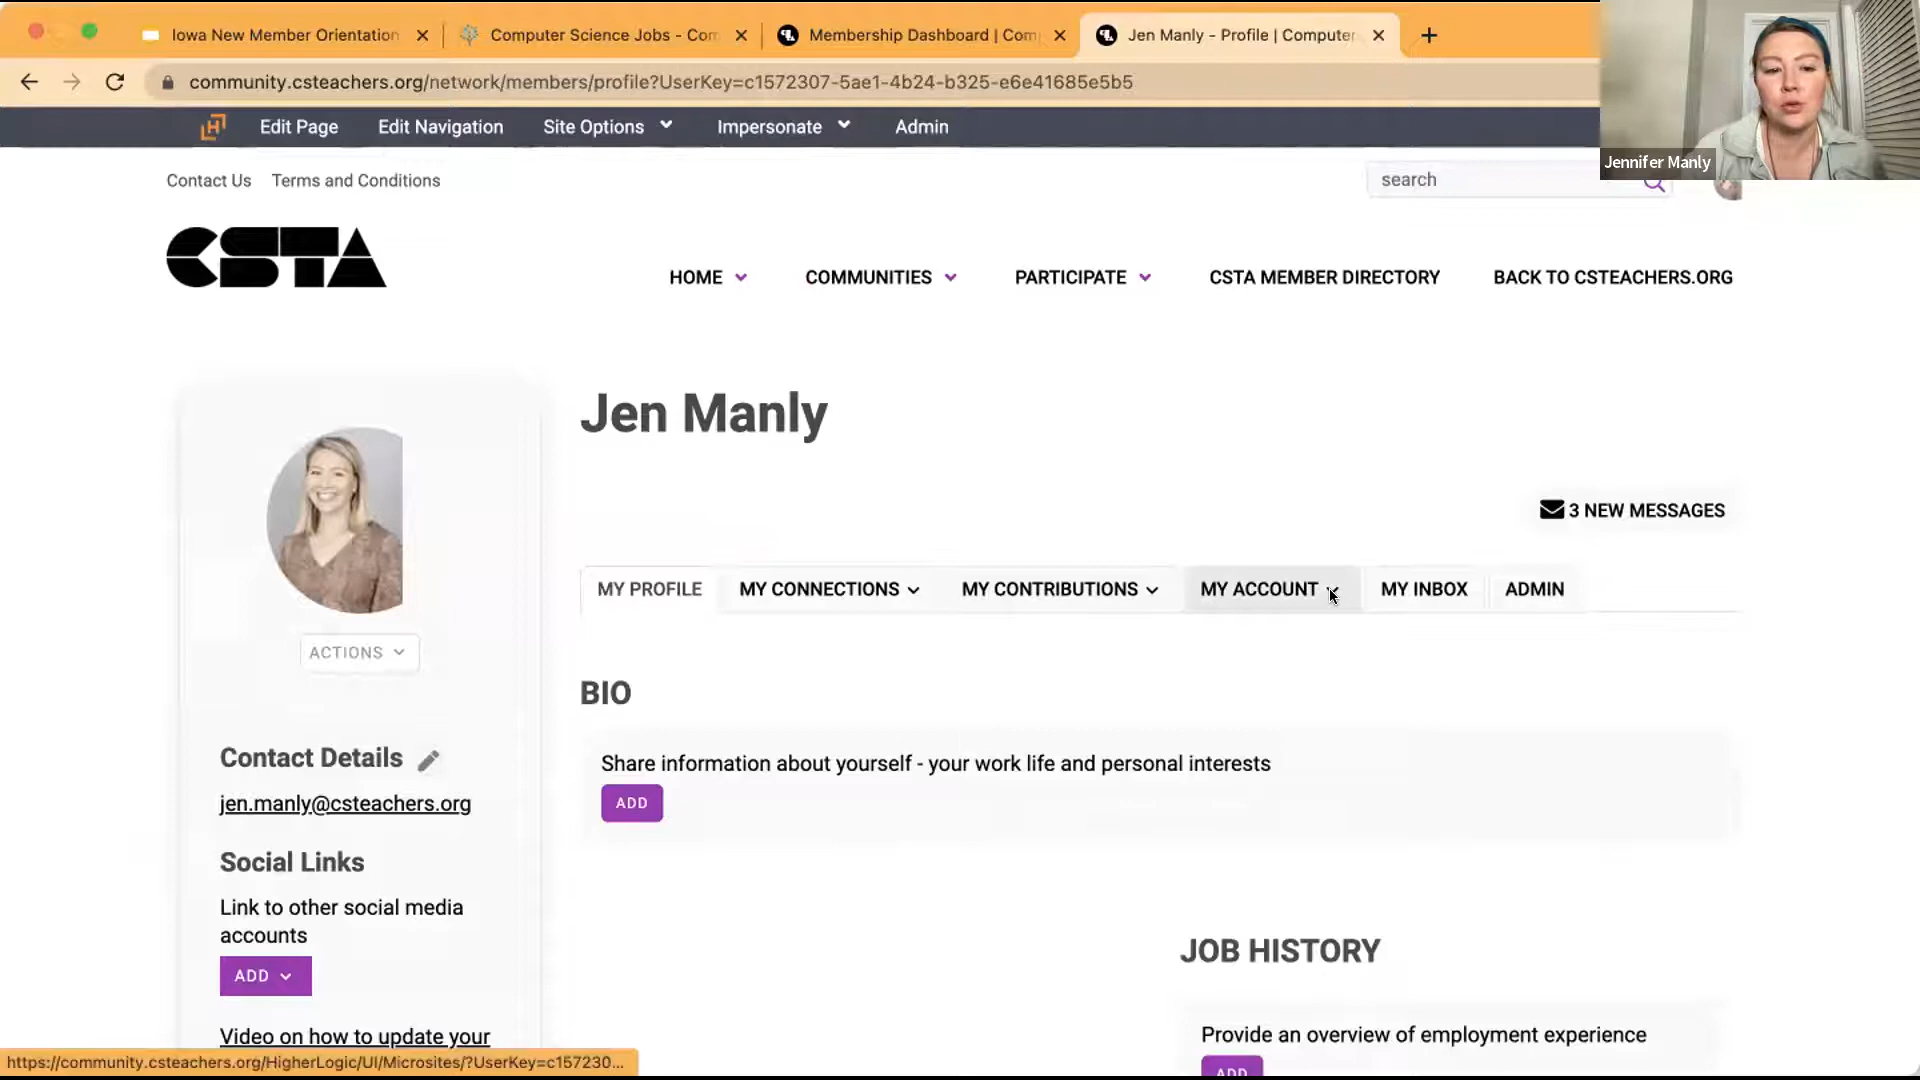 Iowa New Member Orientation
Computer Science Jobs - Com
Membership Dashboard | Com
Jen Manly - Profile | Computer
community.csteachers.org/network/members/profile?UserKey=c1572307-5ae1-4b24-b325-e6e41685e5b5
Edit Page Edit Navigation Site Options Impersonate Admin
Jennifer Manly
Contact Us Terms and Conditions
search
CSTA
HOME COMMUNITIES PARTICIPATE CSTA MEMBER DIRECTORY BACK TO CSTEACHERS.ORG
Jen Manly
3 NEW MESSAGES
MY PROFILE MY CONNECTIONS MY CONTRIBUTIONS MY ACCOUNT MY INBOX ADMIN
ACTIONS
BIO
Share information about yourself - your work life and personal interests
ADD
Contact Details
jen.manly@csteachers.org
Social Links
Link to other social media
accounts
ADD
Video on how to update your
JOB HISTORY
Provide an overview of employment experience
ADD
https://community.csteachers.org/HigherLogic/UI/Microsites/?UserKey=c157230...